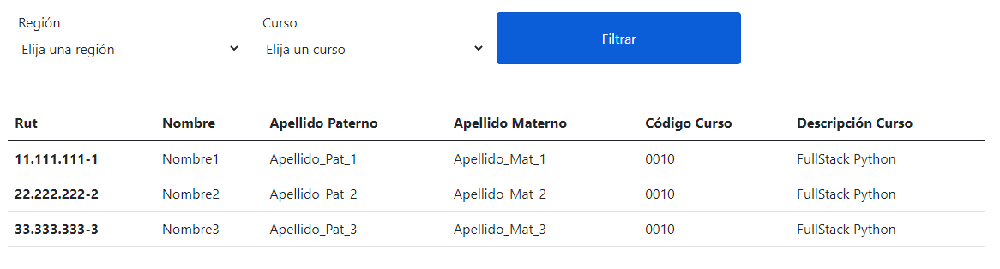 Región Curso
Elija una región Elija un curso Filtrar
Rut Nombre Apellido Paterno Apellido Materno Código Curso Descripción Curso
11.111.111-1 Nombre1 Apellido_Pat_1 Apellido_Mat_1 0010 FullStack Python
22.222.222-2 Nombre2 Apellido_Pat_2 Apellido_Mat_2 0010 FullStack Python
33.333.333-3 Nombre3 Apellido_Pat_3 Apellido_Mat_3 0010 FullStack Python